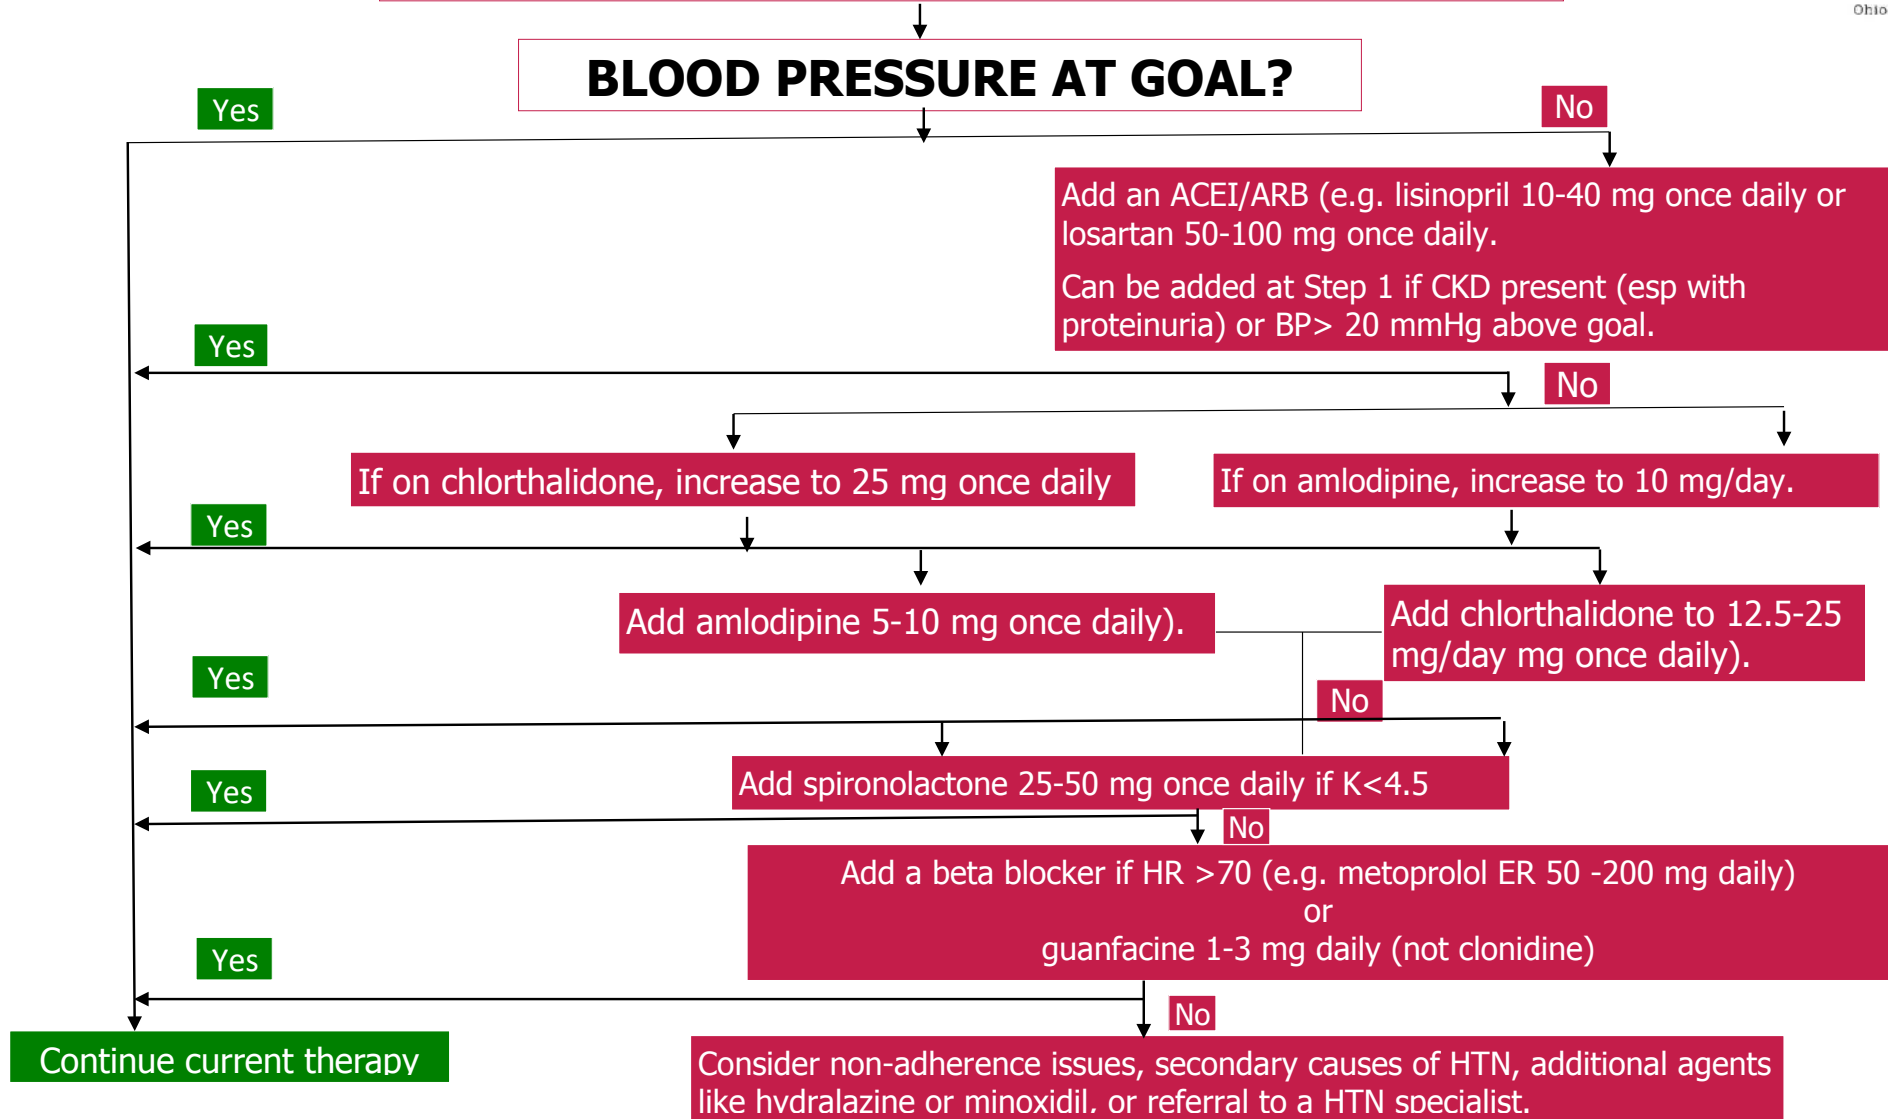 Ohio
BLOOD PRESSURE AT GOAL?
Yes
No
Add an ACEI/ARB (e.g. lisinopril 10-40 mg once daily or
losartan 50-100 mg once daily.
Can be added at Step 1 if CKD present (esp with
proteinuria) or BP> 20 mmHg above goal.
Yes
No
If on chlorthalidone, increase to 25 mg once daily
If on amlodipine, increase to 10 mg/day.
Yes
Add amlodipine 5-10 mg once daily).
Add chlorthalidone to 12.5-25
mg/day mg once daily).
Yes
No
Add spironolactone 25-50 mg once daily if K<4.5
Yes
No
Add a beta blocker if HR >70 (e.g. metoprolol ER 50 -200 mg daily)
or
guanfacine 1-3 mg daily (not clonidine)
Yes
No
Continue current therapy
Consider non-adherence issues, secondary causes of HTN, additional agents
like hydralazine or minoxidil, or referral to a HTN specialist.